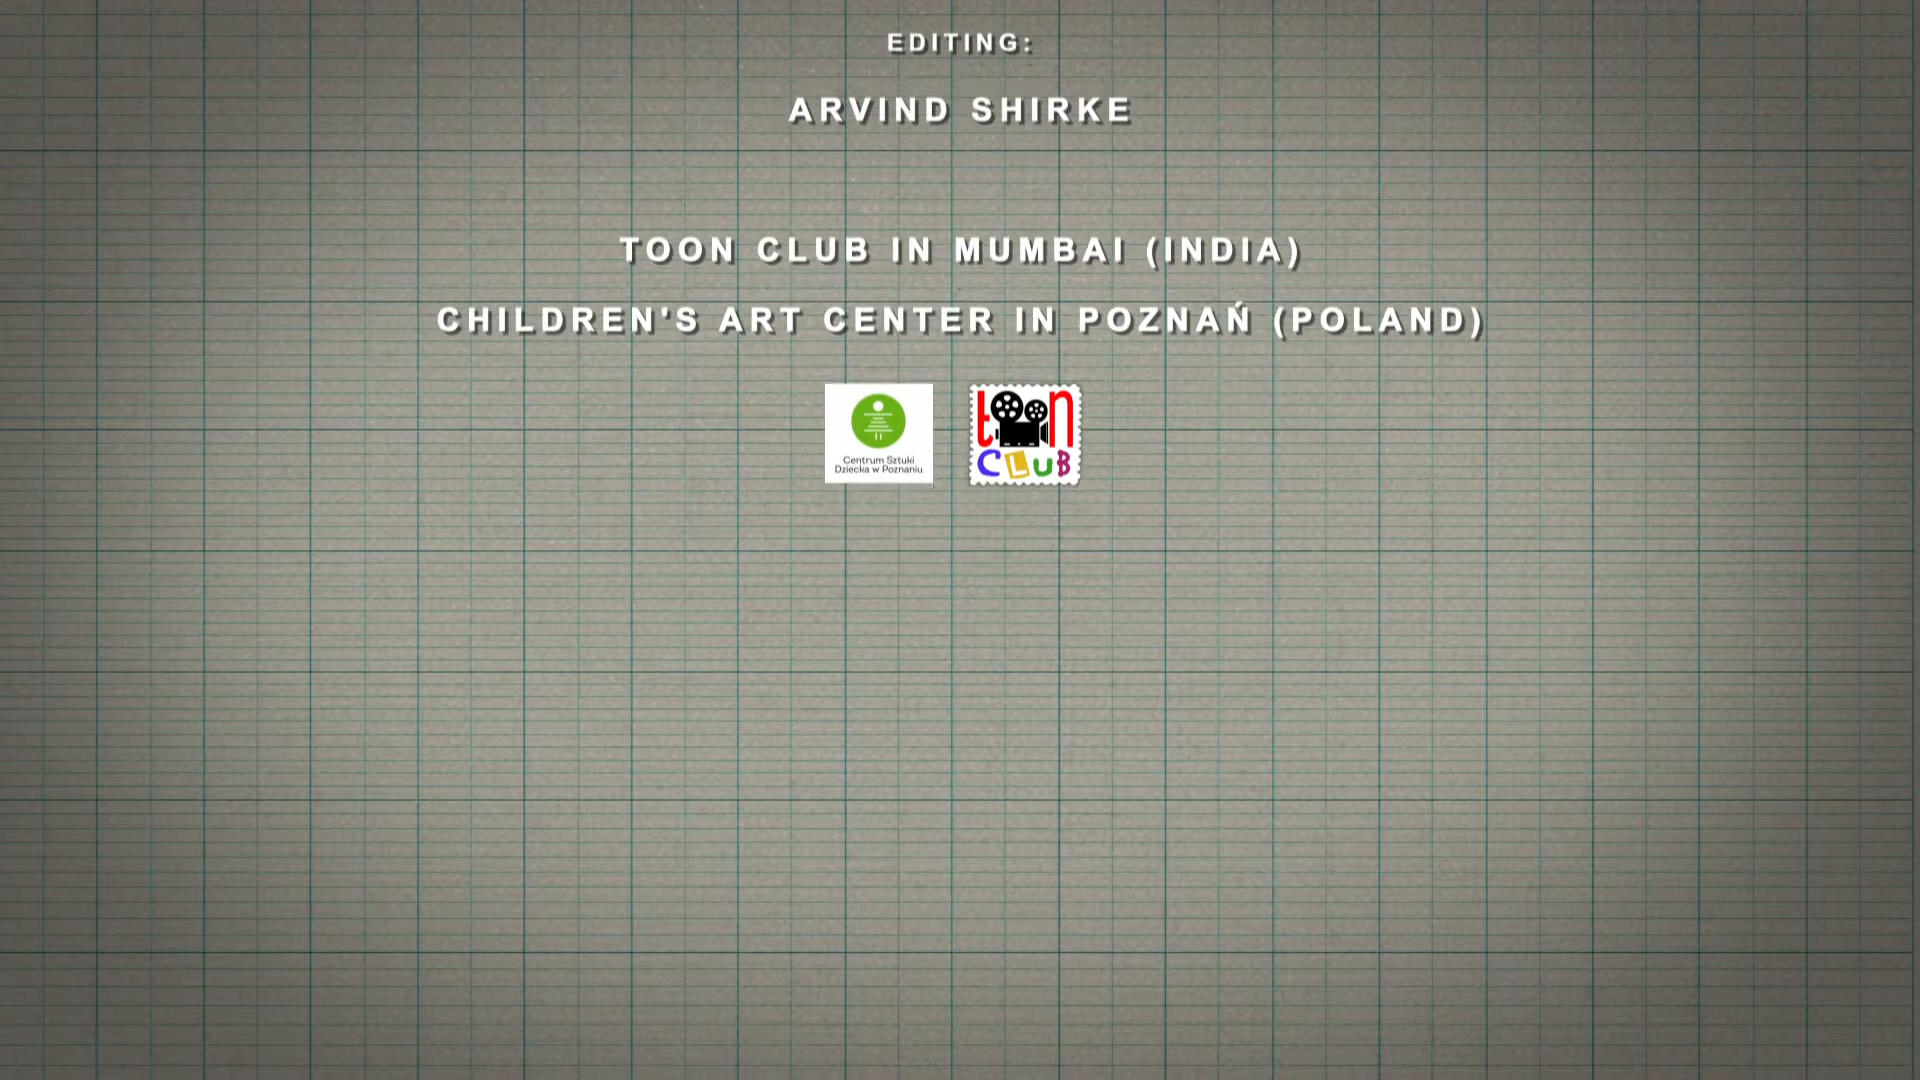 EDITING:
ARVIND SHIRKE
TOON CLUB IN MUMBAI (INDIA)
CHILDREN'S ART CENTER IN POZNAŃ (POLAND)
Centrum Sztuki
Dziecka w Poznaniu
toon
CLUB